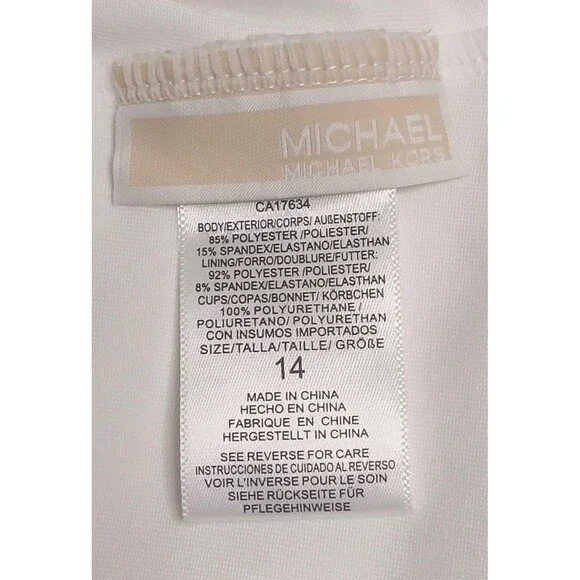 MICHAEL
MICHAEL KORS
CA17634
BODY/EXTERIOR/CORPS/ AUßENSTOFF:
85% POLYESTER /POLIESTER/
15% SPANDEX/ELASTANO/ELASTHAN
LINING/FORRO/DOUBLURE/FUTTER:
92% POLYESTER /POLIESTER/
8% SPANDEX/ELASTANO/ELASTHAN
CUPS/COPAS/BONNET/ KÖRBCHEN
100% POLYURETHANE /
POLIURETANO/ POLYURETHAN
CON INSUMOS IMPORTADOS
SIZE/TALLA/TAILLE/ GRÖßE
14
MADE IN CHINA
HECHO EN CHINA
FABRIQUE EN CHINE
HERGESTELLT IN CHINA
SEE REVERSE FOR CARE
INSTRUCCIONES DE CUIDADO AL REVERSO
VOIR L'INVERSE POUR LE SOIN
SIEHE RÜCKSEITE FÜR
PFLEGEHINWEISE